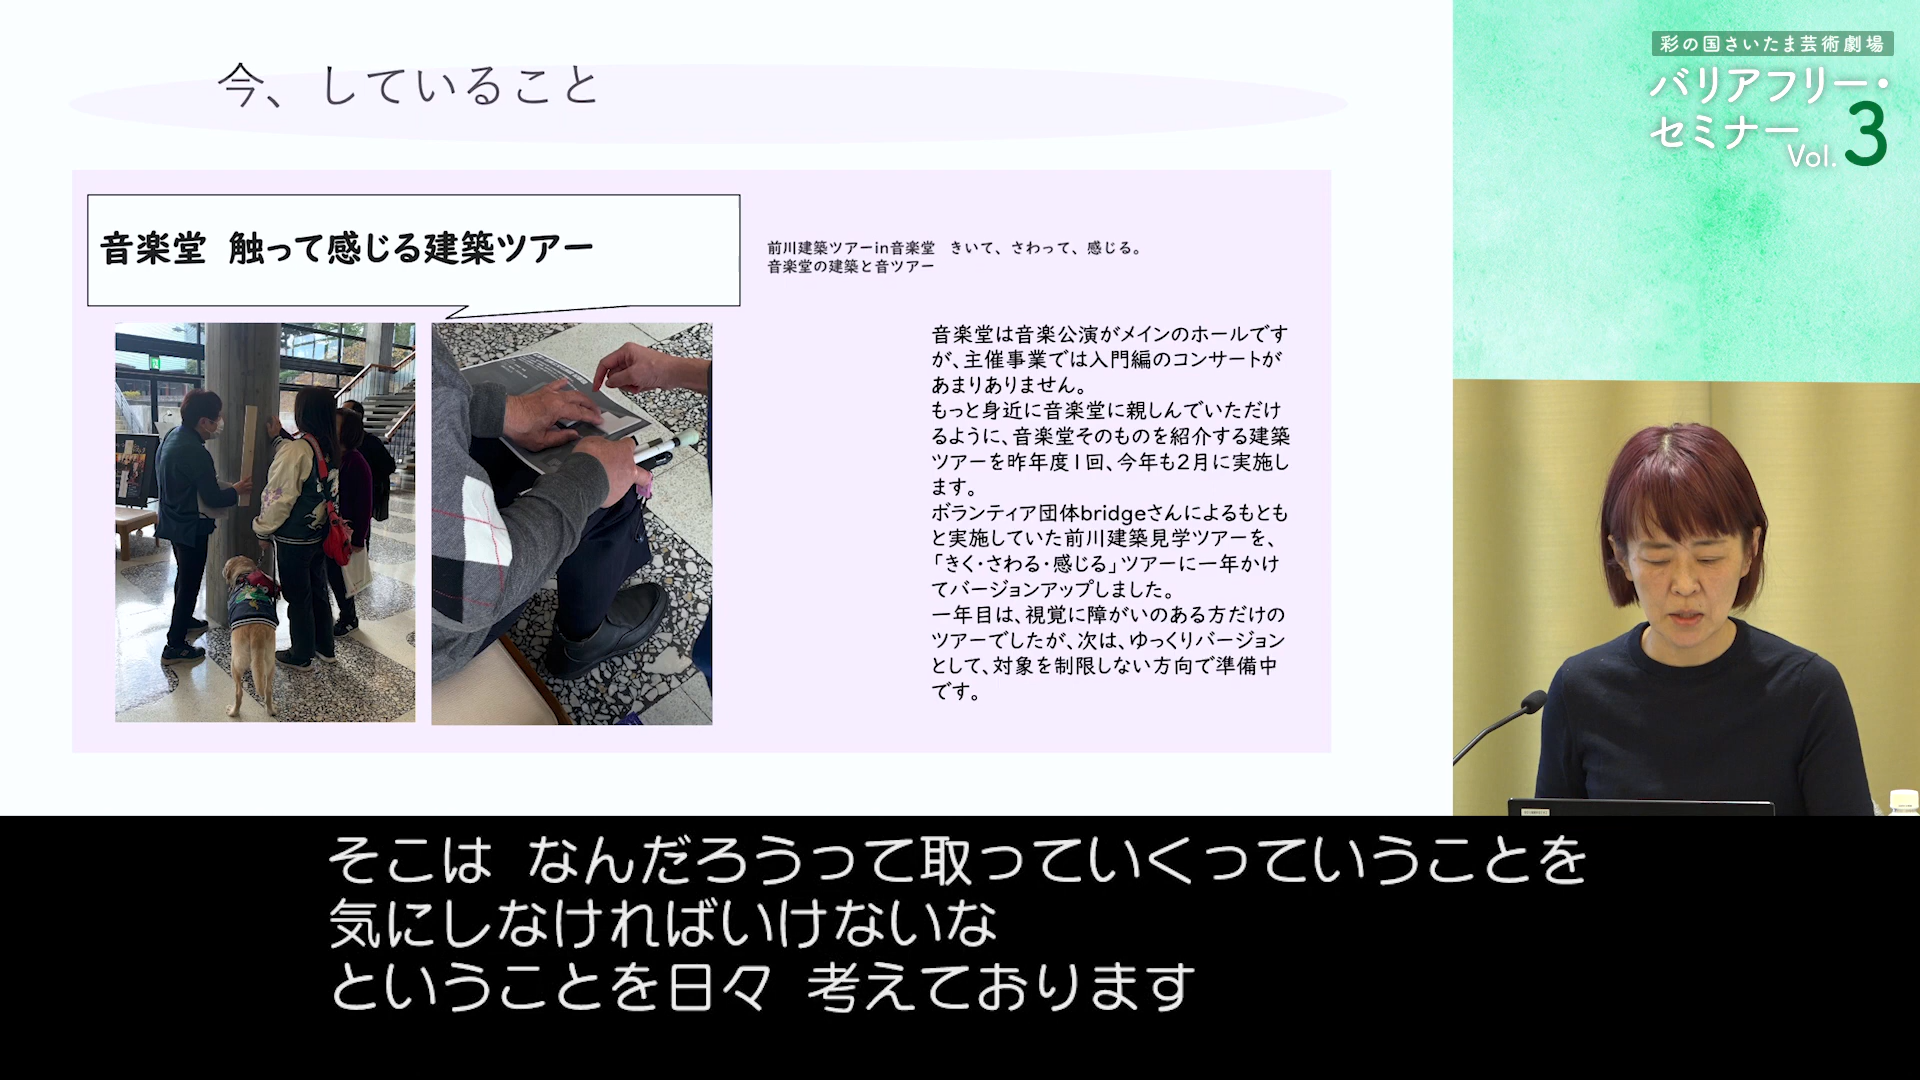 今、していること
音楽堂 触って感じる建築ツアー
前川建築ツアーin音楽堂　きいて、さわって、感じる。
音楽堂の建築と音ツアー
音楽堂は音楽公演がメインのホールです
が、主催事業では入門編のコンサートが
あまりありません。
もっと身近に音楽堂に親しんでいただけ
るように、音楽堂そのものを紹介する建築
ツアーを昨年度1回、今年も2月に実施し
ます。
ボランティア団体bridgeさんによるもとも
と実施していた前川建築見学ツアーを、
「きく・さわる・感じる」ツアーに一年かけ
てバージョンアップしました。
一年目は、視覚に障がいのある方だけの
ツアーでしたが、次は、ゆっくりバージョン
として、対象を制限しない方向で準備中
です。
彩の国さいたま芸術劇場
バリアフリー・
セミナー
Vol.3
そこは なんだろうって取っていくっていうことを
気にしなければいけないな
ということを日々 考えております